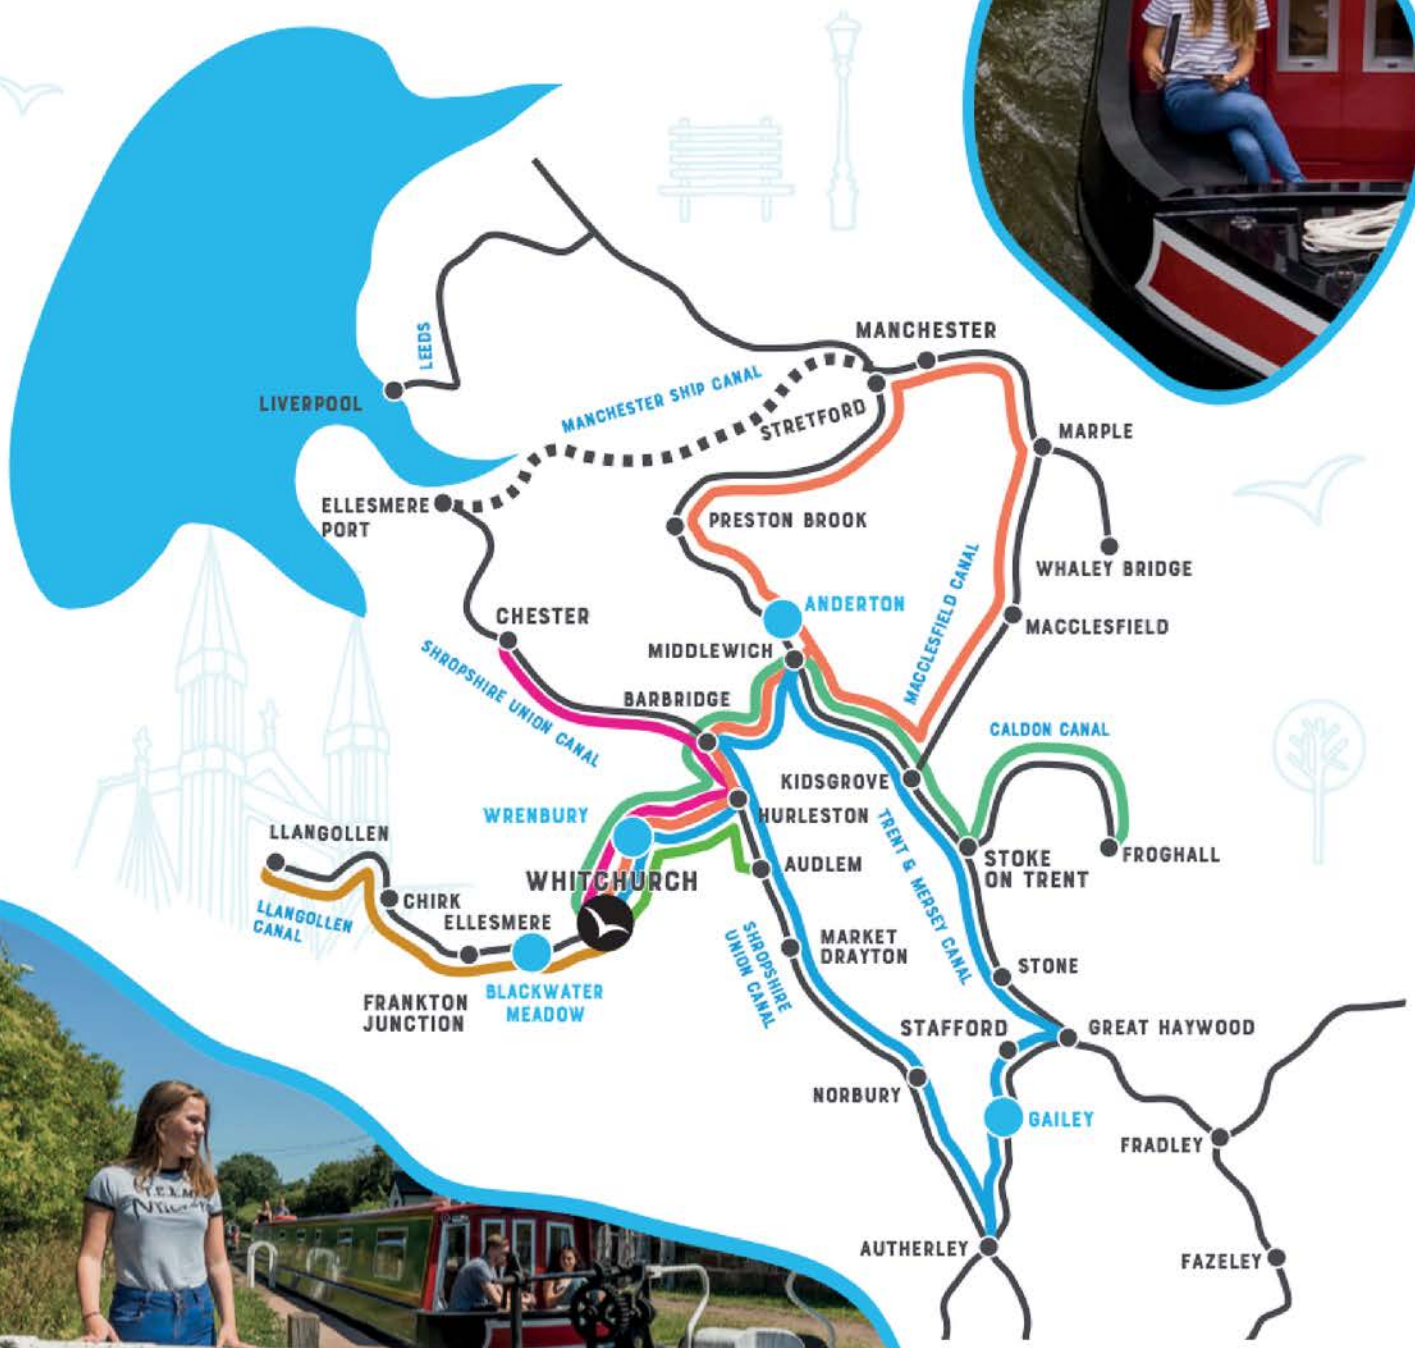 MANCHESTER
LEEDS
LIVERPOOL
MANCHESTER SHIP CANAL
STRETFORD
MARPLE
ELLESMERE
PORT
PRESTON BROOK
WHALEY BRIDGE
MACCLESFIELD CANAL
ANDERTON
CHESTER
MACCLESFIELD
MIDDLEWICH
SHROPSHIRE UNION CANAL
BARBRIDGE
CALDON CANAL
KIDSGROVE
WRENBURY
HURLESTON
TRENT & MERSEY CANAL
LLANGOLLEN
STOKE
ON TRENT
FROGHALL
AUDLEM
WHITCHURCH
CHIRK
LLANGOLLEN
CANAL
ELLESMERE
MARKET
DRAYTON
SHROPSHIRE
UNION CANAL
STONE
FRANKTON
JUNCTION
BLACKWATER
MEADOW
STAFFORD
GREAT HAYWOOD
NORBURY
GAILEY
FRADLEY
AUTHERLEY
FAZELEY